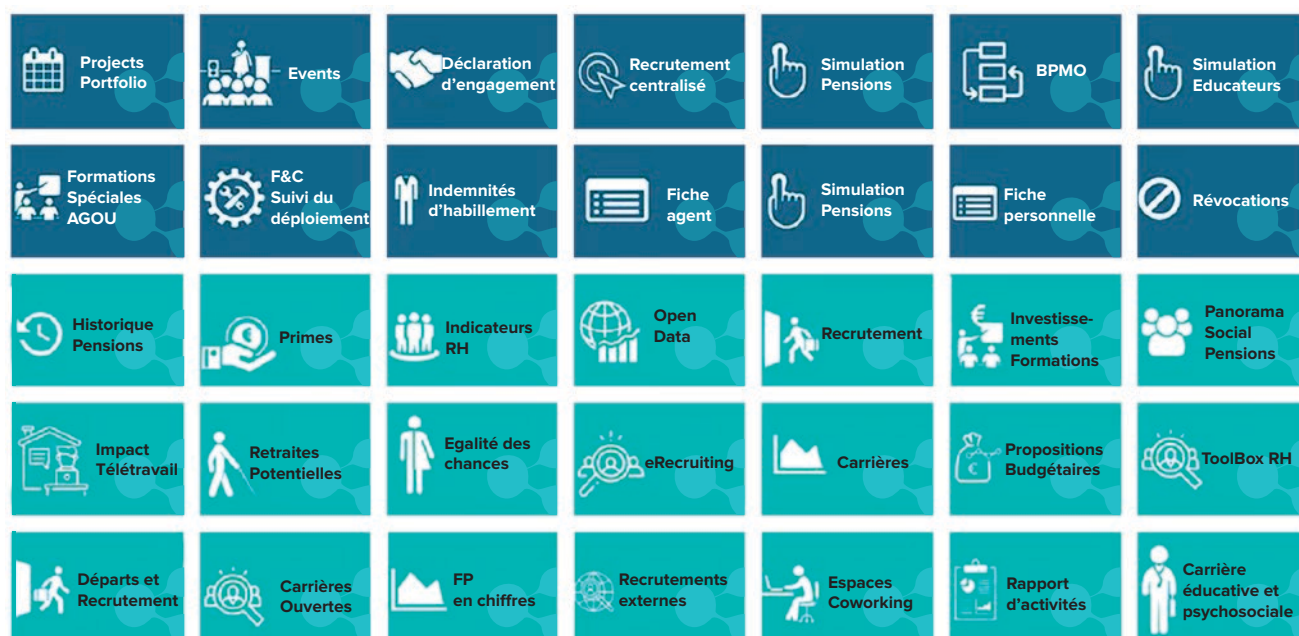 Projects
Portfolio
Events
Déclaration
d'engagement
Recrutement
centralisé
Simulation
Pensions
BPMO
Simulation
Educateurs
Formations
Spéciales
AGOU
F&C
Suivi du
déploiement
Indemnités
d'habillement
Fiche
agent
Simulation
Pensions
Fiche
personnelle
Révocations
Historique
Pensions
Primes
Indicateurs
RH
Open
Data
Recrutement
Investisse-
ments
Formations
Panorama
Social
Pensions
Impact
Télétravail
Retraites
Potentielles
Egalité des
chances
eRecruiting
Carrières
Propositions
Budgétaires
ToolBox RH
Départs et
Recrutement
Carrières
Ouvertes
FP
en chiffres
Recrutements
externes
Espaces
Coworking
Rapport
d'activités
Carrière
éducative et
psychosociale